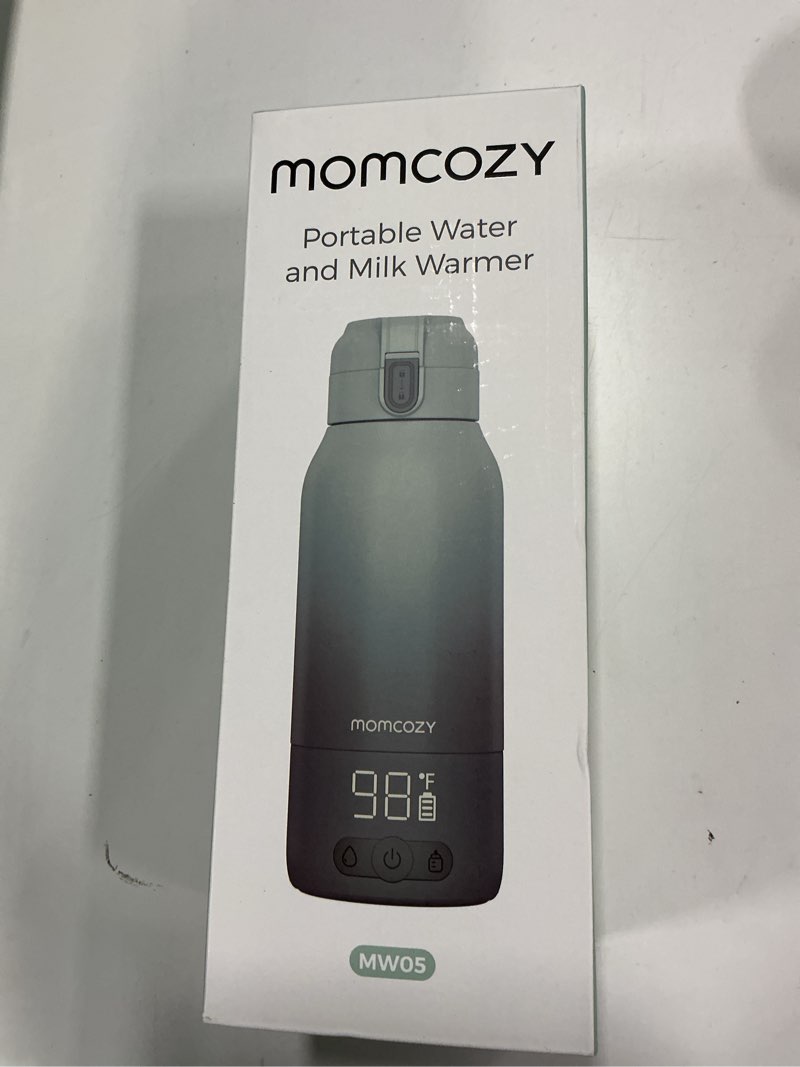 momcozy
Portable Water
and Milk Warmer
momcozy
98°F
MW05